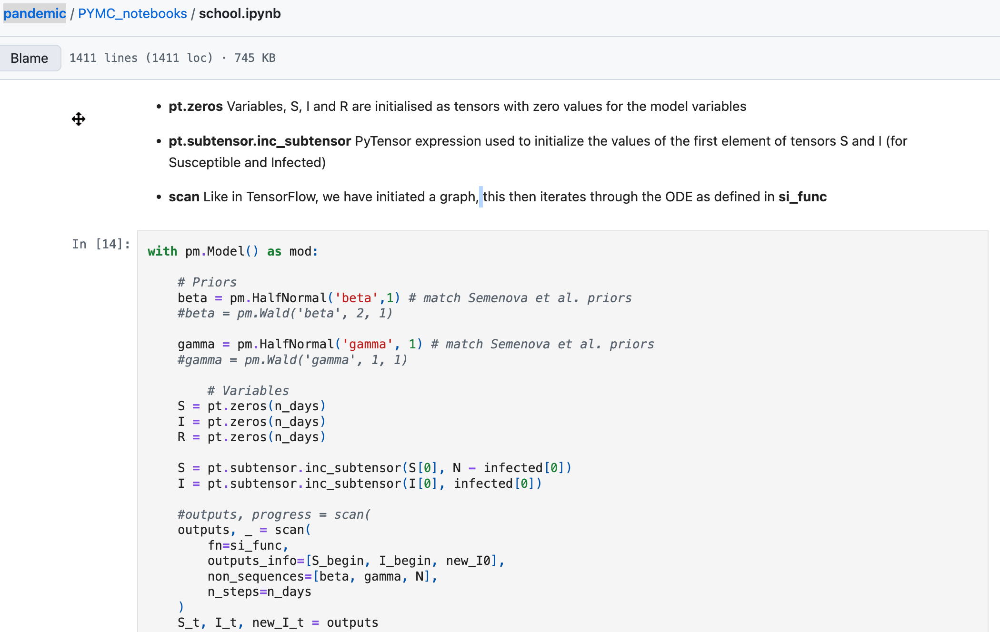 pandemic / PYMC_notebooks / school.ipynb
Blame 1411 lines (1411 loc) · 745 KB
• pt.zeros Variables, S, I and R are initialised as tensors with zero values for the model variables
• pt.subtensor.inc_subtensor PyTensor expression used to initialize the values of the first element of tensors S and I (for
Susceptible and Infected)
• scan Like in TensorFlow, we have initiated a graph, this then iterates through the ODE as defined in si_func
In [14]:
with pm.Model() as mod:
    # Priors
    beta = pm.HalfNormal('beta',1) # match Semenova et al. priors
    #beta = pm.Wald('beta', 2, 1)
    gamma = pm.HalfNormal('gamma', 1) # match Semenova et al. priors
    #gamma = pm.Wald('gamma', 1, 1)
        # Variables
    S = pt.zeros(n_days)
    I = pt.zeros(n_days)
    R = pt.zeros(n_days)
    S = pt.subtensor.inc_subtensor(S[0], N - infected[0])
    I = pt.subtensor.inc_subtensor(I[0], infected[0])
    #outputs, progress = scan(
    outputs, _ = scan(
        fn=si_func,
        outputs_info=[S_begin, I_begin, new_I0],
        non_sequences=[beta, gamma, N],
        n_steps=n_days
    )
    S_t, I_t, new_I_t = outputs